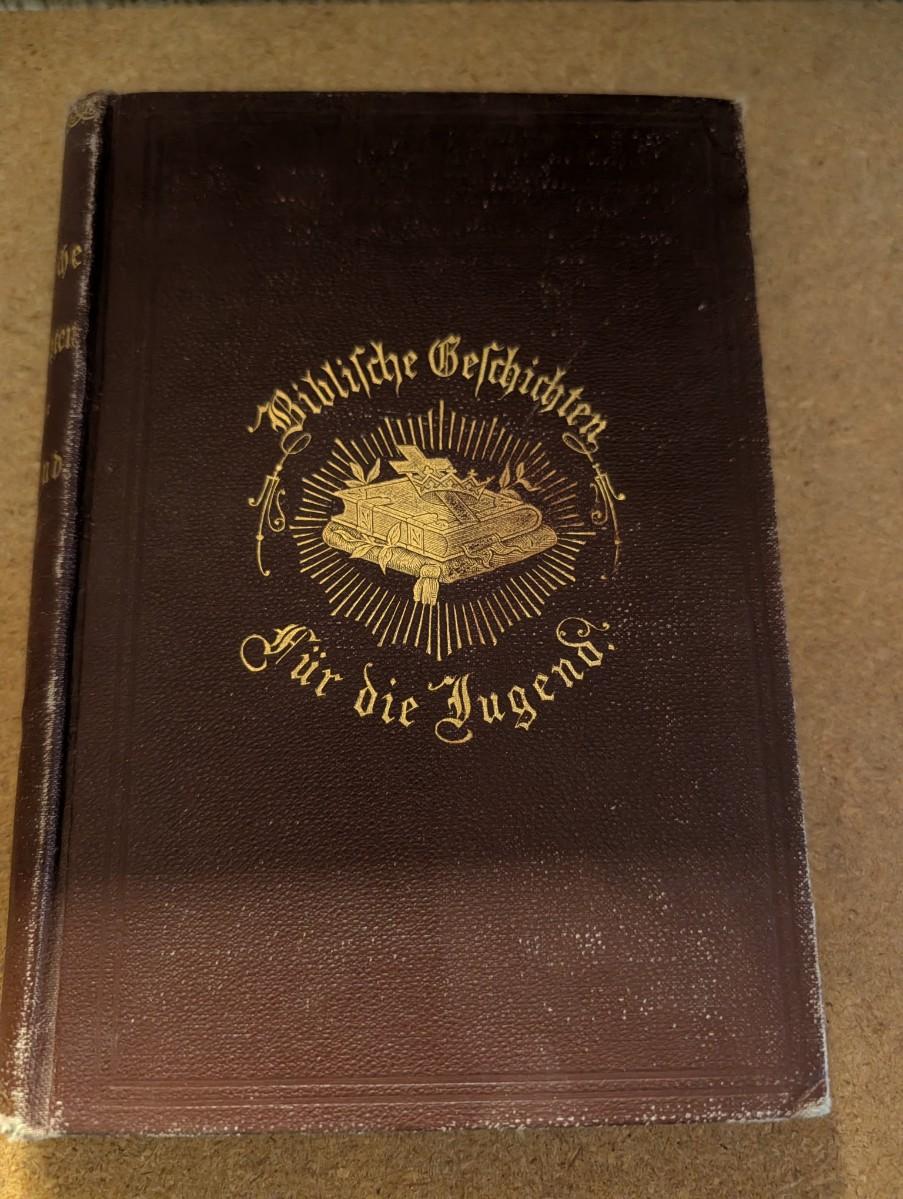 Bibliſche Geſchichten
Für die Jugend.